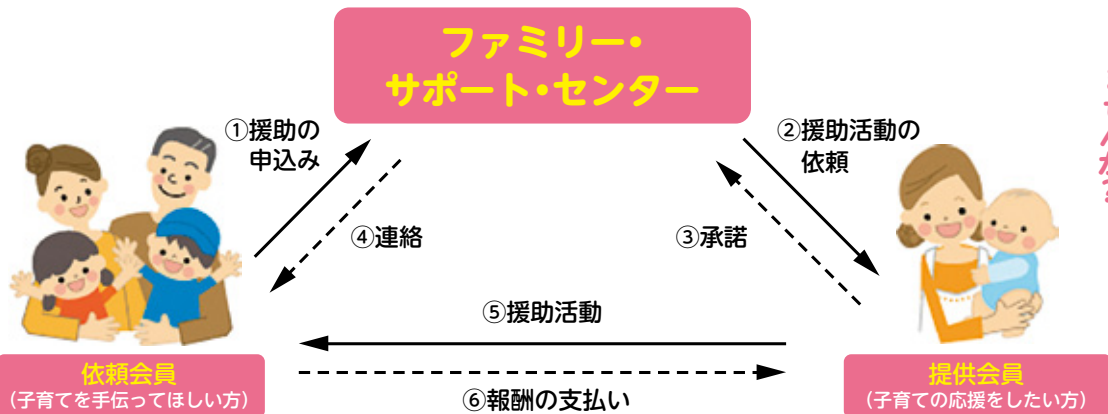 ファミリー・
サポート・センター
①援助の
申込み
②援助活動の
依頼
④連絡
③承諾
⑤援助活動
⑥報酬の支払い
依頼会員
(子育てを手伝ってほしい方)
提供会員
(子育ての応援をしたい方)